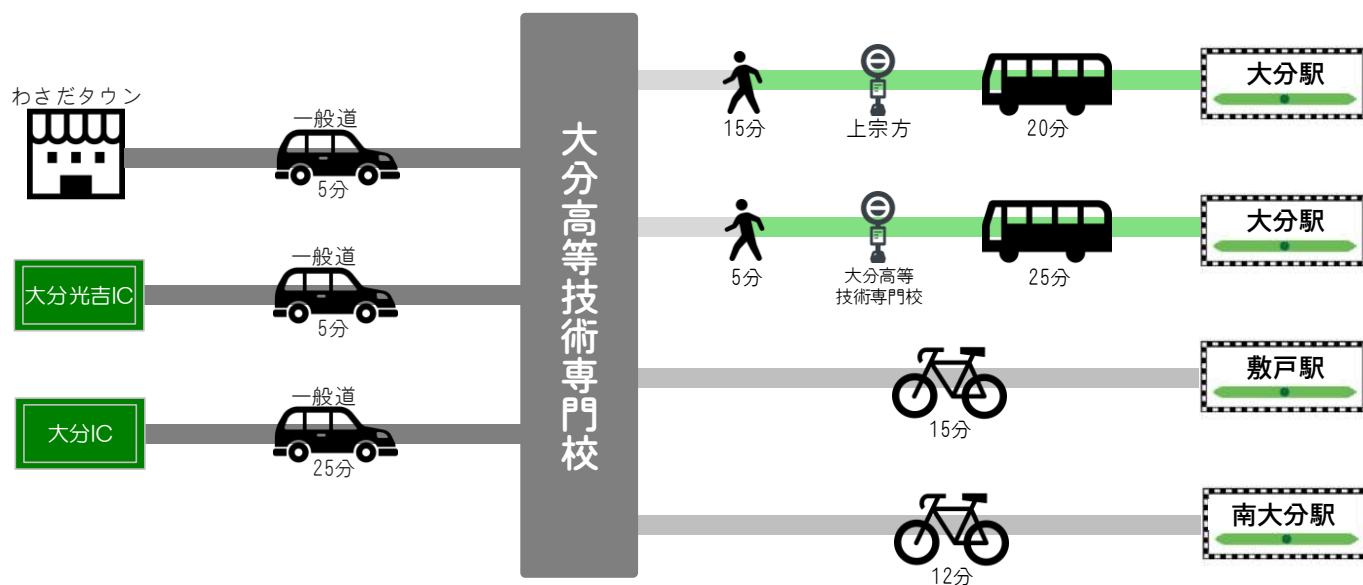 わさだタウン
一般道
5分
大分光吉IC
一般道
5分
大分IC
一般道
25分
大分高等技術専門校
15分
上宗方
20分
大分駅
5分
大分高等
技術専門校
25分
大分駅
15分
敷戸駅
12分
南大分駅